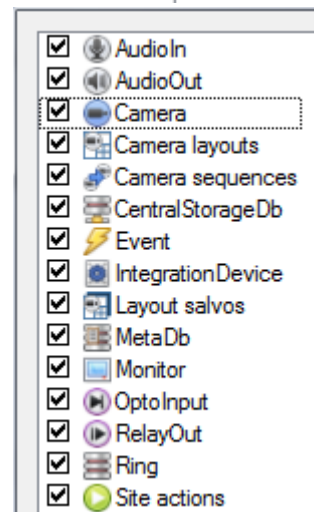 AudioIn
AudioOut
Camera
Camera layouts
Camera sequences
CentralStorageDb
Event
IntegrationDevice
Layout salvos
MetaDb
Monitor
OptoInput
RelayOut
Ring
Site actions